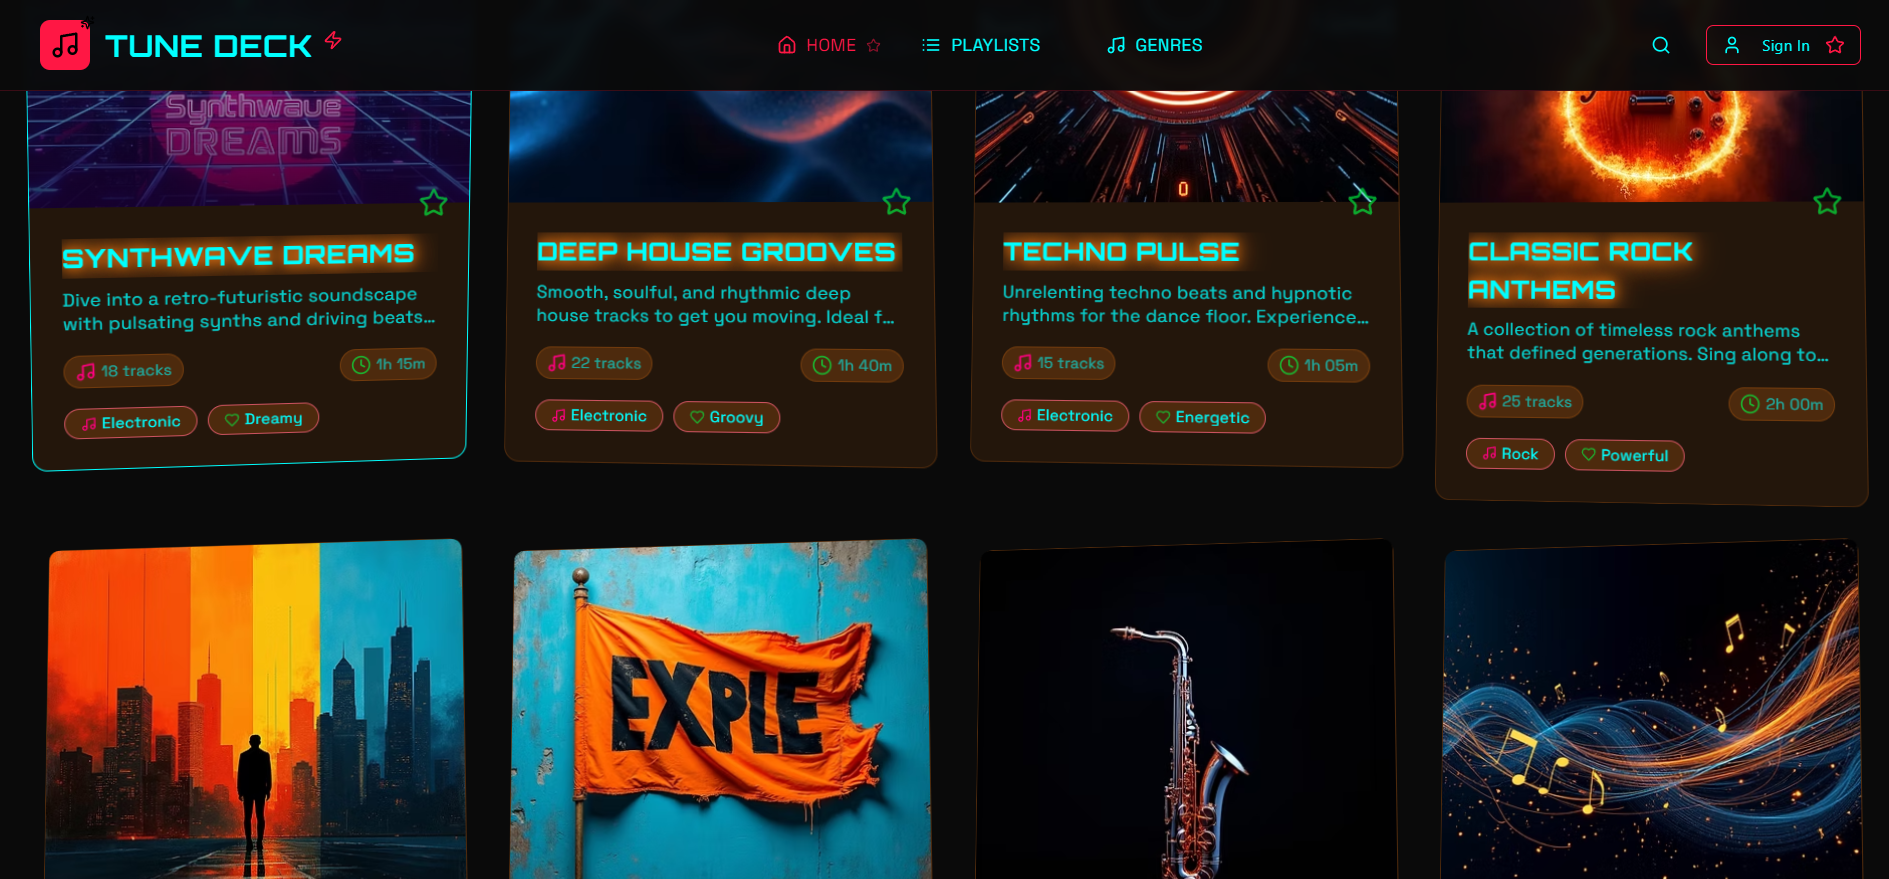 TUNE DECK
HOME
PLAYLISTS
GENRES
Sign In
Synthwave
DREAMS
SYNTHWAVE DREAMS
Dive into a retro-futuristic soundscape
with pulsating synths and driving beats...
18 tracks
1h 15m
Electronic
Dreamy
DEEP HOUSE GROOVES
Smooth, soulful, and rhythmic deep
house tracks to get you moving. Ideal f...
22 tracks
1h 40m
Electronic
Groovy
0
TECHNO PULSE
Unrelenting techno beats and hypnotic
rhythms for the dance floor. Experience...
15 tracks
1h 05m
Electronic
Energetic
CLASSIC ROCK
ANTHEMS
A collection of timeless rock anthems
that defined generations. Sing along to...
25 tracks
2h 00m
Rock
Powerful
EXPLE